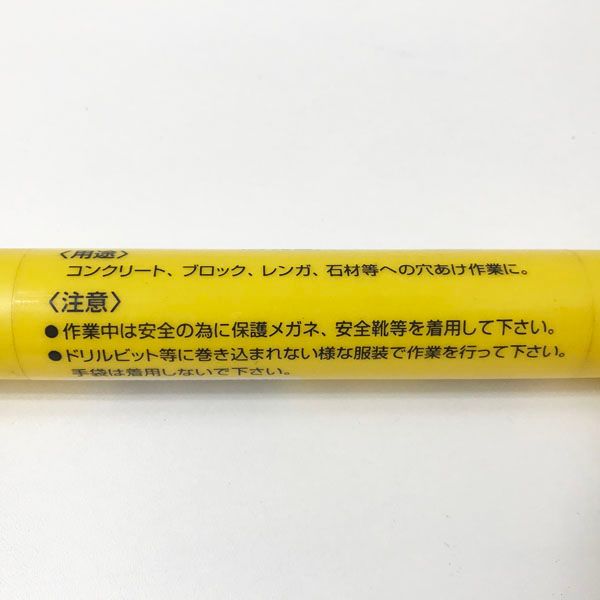 〈用途〉
コンクリート、ブロック、レンガ、石材等への穴あけ作業に。
〈注意〉
●作業中は安全の為に保護メガネ、安全靴等を着用して下さい。
●ドリルビット等に巻き込まれない様な服装で作業を行って下さい。
手袋は着用しないで下さい。